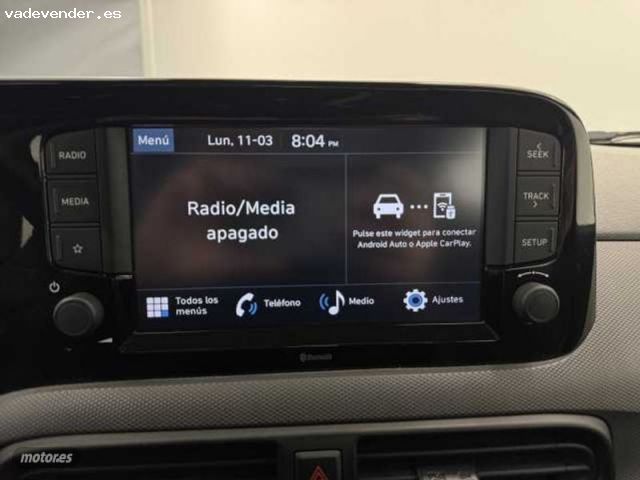 vadevender.es
RADIO
MEDIA
Menú
Lun, 11-03
8:04 PM
Radio/Media
apagado
Pulse este widget para conectar
Android Auto o Apple CarPlay.
Todos los
menús
Teléfono
Medio
Ajustes
SEEK
TRACK
SETUP
Bluetooth
motor.es